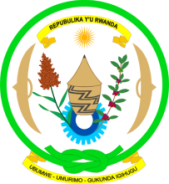 REPUBULIKA Y'U RWANDA
UBUMWE - UMURIMO - GUKUNDA IGIHUGU